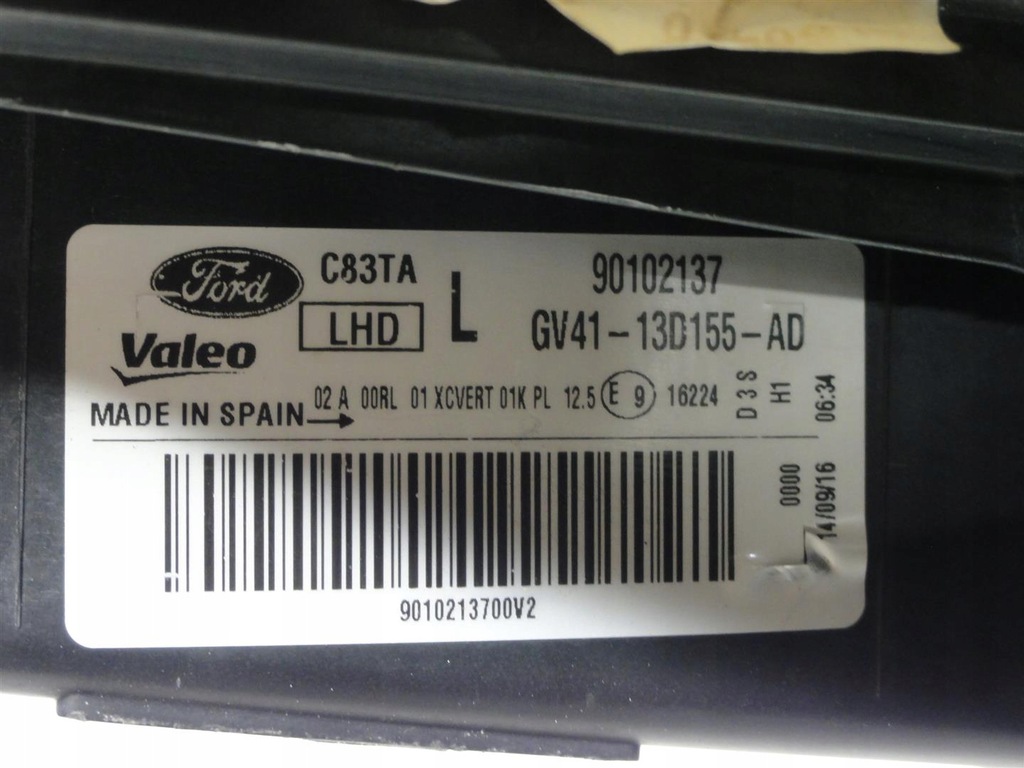 Ford C83TA 90102137
LHD L GV41-13D155-AD
Valeo
02 A 00RL 01 XCVERT 01K PL 12.5 E 9 16224
MADE IN SPAIN
D3S
H1
06:34
0000
14/09/16
9010213700V2